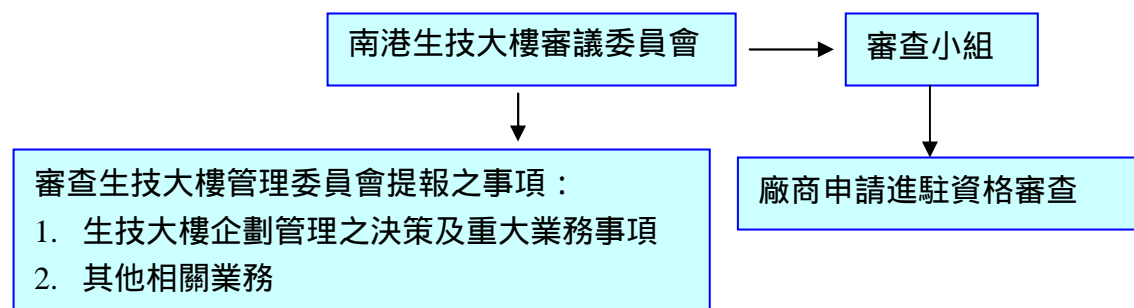 南港生技大樓審議委員會
審查小組
審查生技大樓管理委員會提報之事項：
1. 生技大樓企劃管理之決策及重大業務事項
2. 其他相關業務
廠商申請進駐資格審查